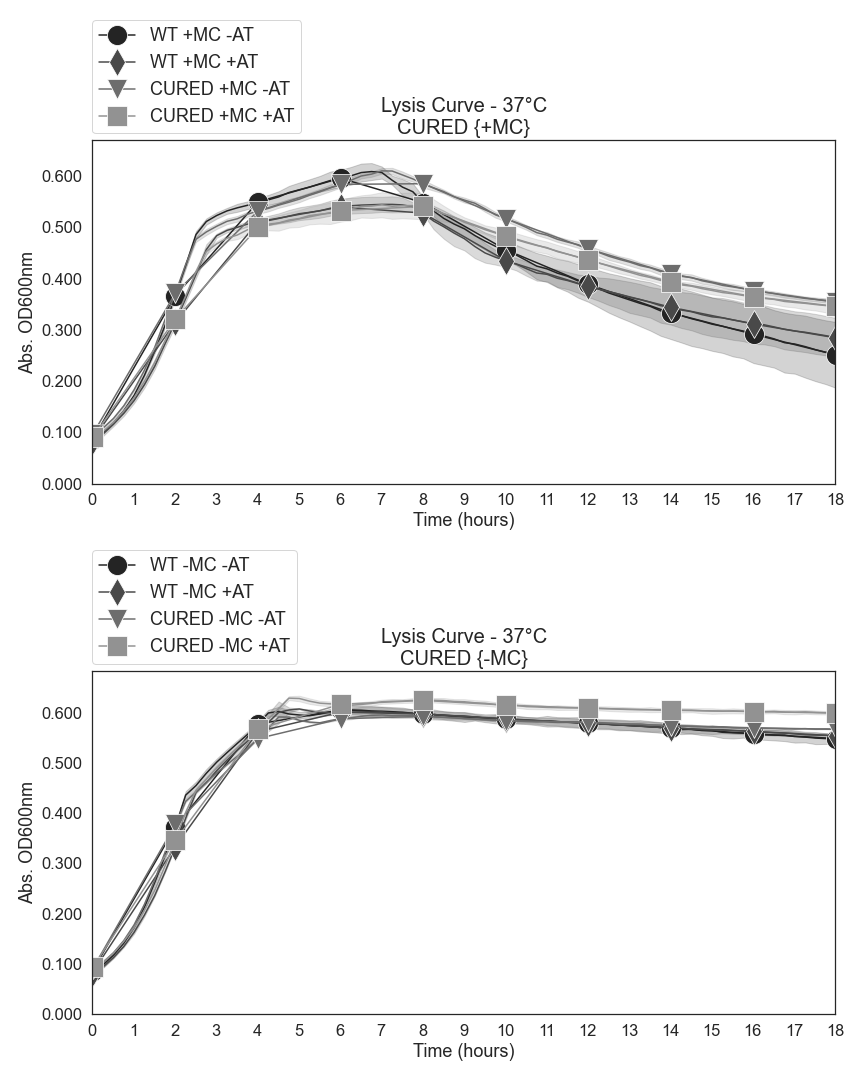 WT +MC -AT
WT +MC +AT
CURED +MC -AT
CURED +MC +AT
Lysis Curve - 37°C
CURED {+MC}
Abs. OD600nm
0.600
0.500
0.400
0.300
0.200
0.100
0.000
0 1 2 3 4 5 6 7 8 9 10 11 12 13 14 15 16 17 18
Time (hours)
WT -MC -AT
WT -MC +AT
CURED -MC -AT
CURED -MC +AT
Lysis Curve - 37°C
CURED {-MC}
Abs. OD600nm
0.600
0.500
0.400
0.300
0.200
0.100
0.000
0 1 2 3 4 5 6 7 8 9 10 11 12 13 14 15 16 17 18
Time (hours)